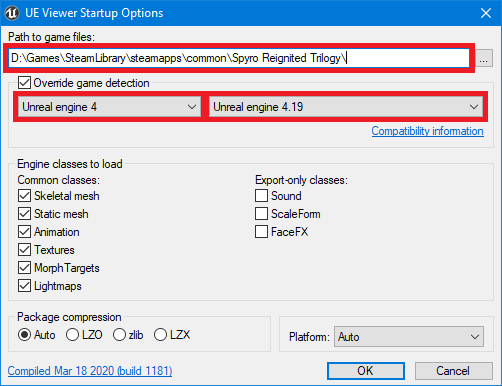 UE Viewer Startup Options
Path to game files:
D:\Games\SteamLibrary\steamapps\common\Spyro Reignited Trilogy\
...
Override game detection
Unreal engine 4
Unreal engine 4.19
Compatibility information
Engine classes to load
Common classes:
Export-only classes:
Skeletal mesh
Sound
Static mesh
ScaleForm
Animation
FaceFX
Textures
MorphTargets
Lightmaps
Package compression
Auto LZO zlib LZX
Platform: Auto
Compiled Mar 18 2020 (build 1181)
OK
Cancel